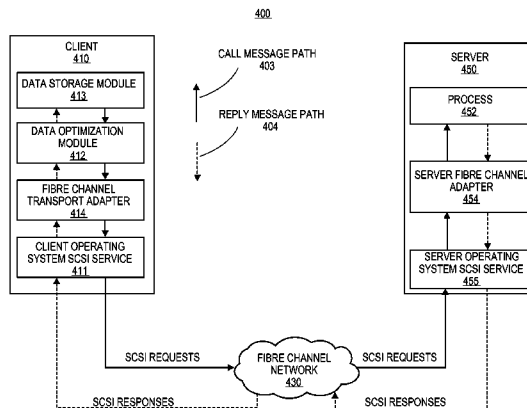 400
CLIENT
410
DATA STORAGE MODULE
413
DATA OPTIMIZATION
MODULE
412
FIBRE CHANNEL
TRANSPORT ADAPTER
414
CLIENT OPERATING
SYSTEM SCSI SERVICE
411
CALL MESSAGE PATH
403
REPLY MESSAGE PATH
404
SERVER
450
PROCESS
452
SERVER FIBRE CHANNEL
ADAPTER
454
SERVER OPERATING
SYSTEM SCSI SERVICE
455
SCSI REQUESTS
FIBRE CHANNEL
NETWORK
430
SCSI REQUESTS
SCSI RESPONSES
SCSI RESPONSES